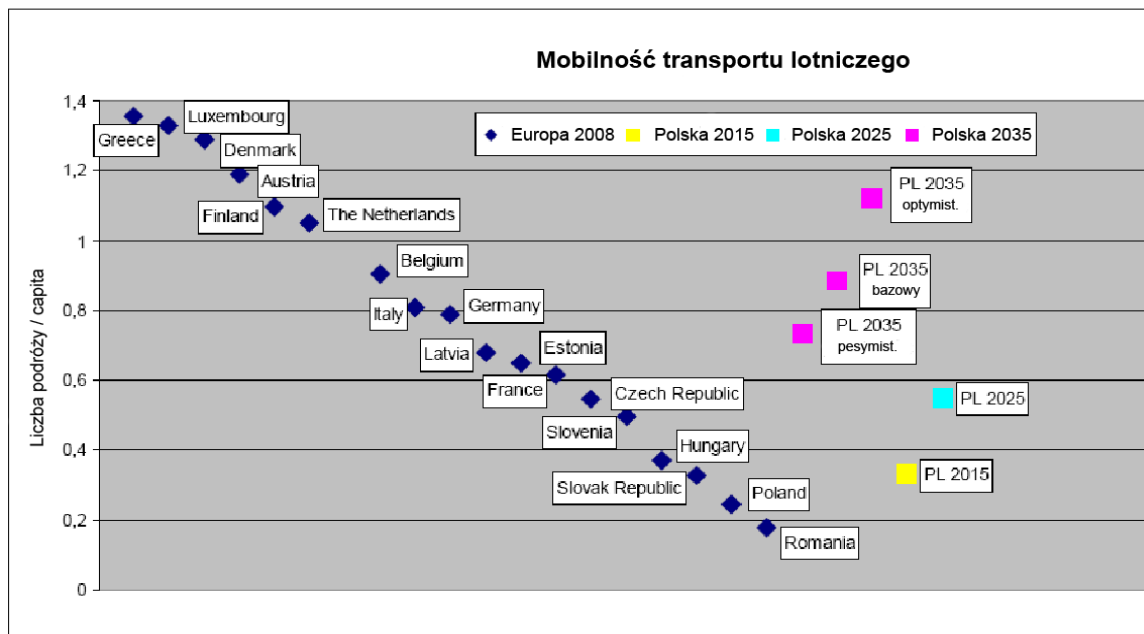 Mobilność transportu lotniczego
Liczba podróży / capita
1,4
1,2
1
0,8
0,6
0,4
0,2
0
Europa 2008 Polska 2015 Polska 2025 Polska 2035
Greece
Luxembourg
Denmark
Austria
Finland
The Netherlands
Belgium
Italy
Germany
Latvia
Estonia
France
Czech Republic
Slovenia
Hungary
Slovak Republic
Poland
Romania
PL 2035
optymist.
PL 2035
bazowy
PL 2035
pesymist.
PL 2025
PL 2015